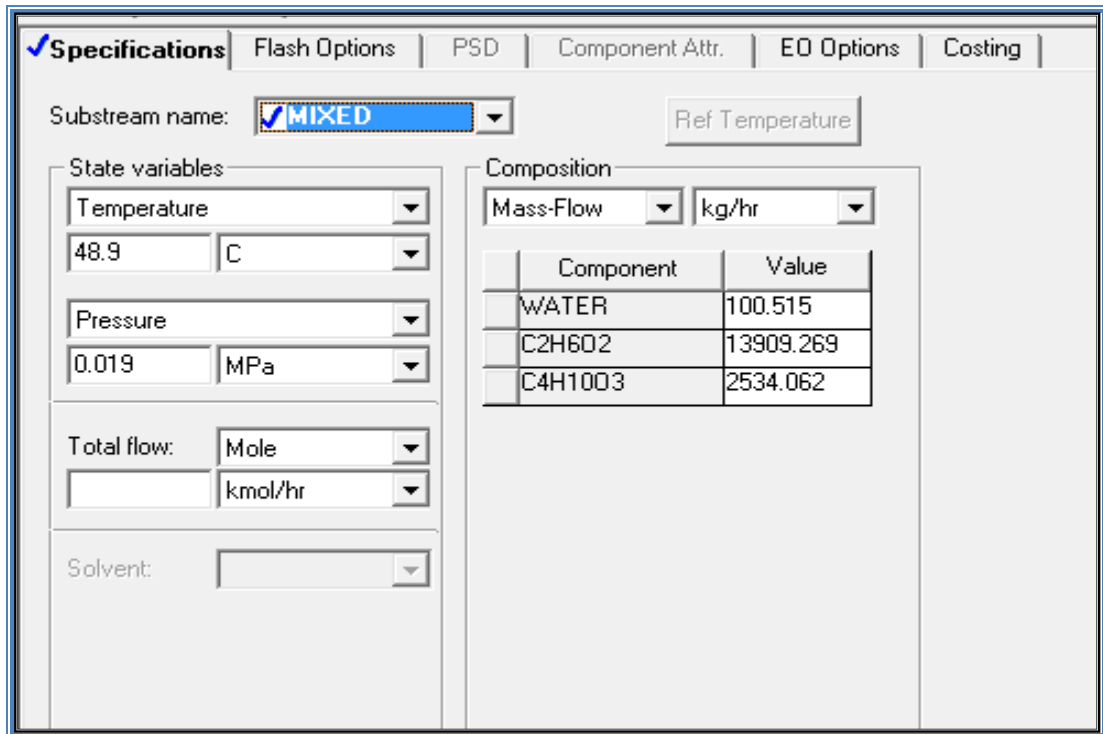 Specifications Flash Options PSD Component Attr. EO Options Costing
Substream name: MIXED Ref Temperature
State variables
Temperature
48.9 C
Pressure
0.019 MPa
Total flow: Mole
kmol/hr
Solvent:
Composition
Mass-Flow kg/hr
Component Value
WATER 100.515
C2H6O2 13909.269
C4H10O3 2534.062